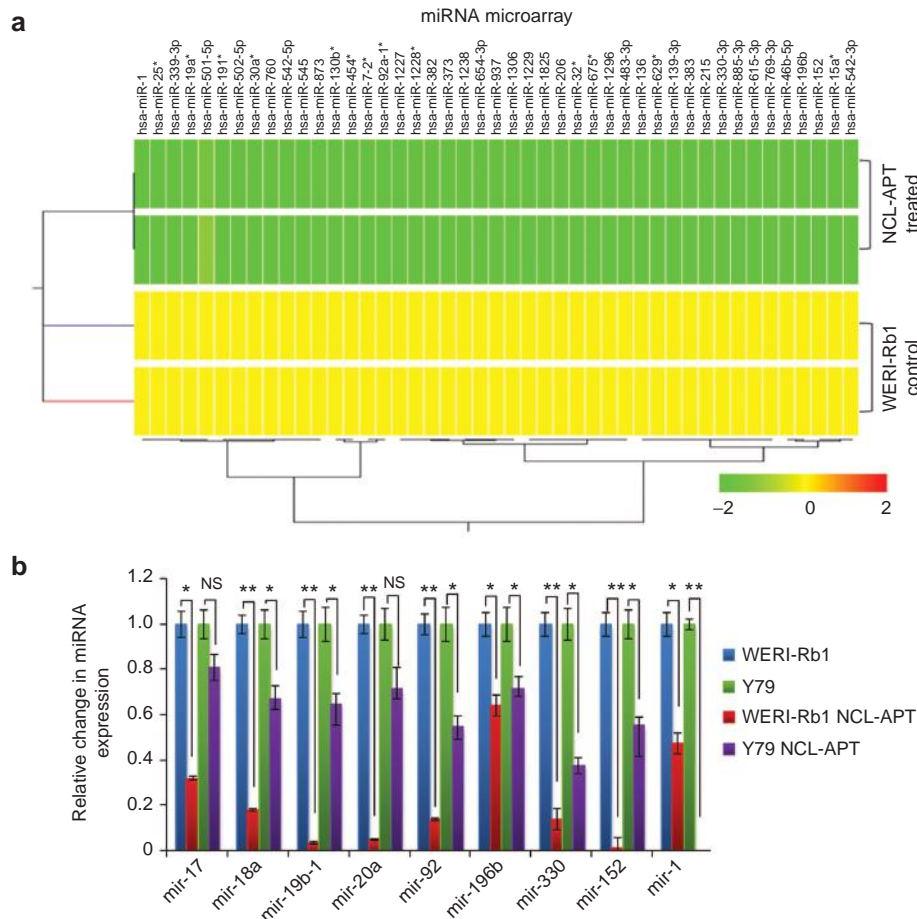 a
miRNA microarray
hsa-miR-1
hsa-miR-25*
hsa-miR-339-3p
hsa-miR-19a*
hsa-miR-501-5p
hsa-miR-191*
hsa-miR-502-5p
hsa-miR-30a*
hsa-miR-760
hsa-miR-542-5p
hsa-miR-545
hsa-miR-873
hsa-miR-130b*
hsa-miR-454*
hsa-miR-7-2*
hsa-miR-92a-1*
hsa-miR-1227
hsa-miR-1228*
hsa-miR-382
hsa-miR-373
hsa-miR-1238
hsa-miR-654-3p
hsa-miR-937
hsa-miR-1306
hsa-miR-1229
hsa-miR-1825
hsa-miR-206
hsa-miR-32*
hsa-miR-675*
hsa-miR-1296
hsa-miR-483-3p
hsa-miR-136
hsa-miR-629*
hsa-miR-139-3p
hsa-miR-383
hsa-miR-215
hsa-miR-330-3p
hsa-miR-885-3p
hsa-miR-615-3p
hsa-miR-769-3p
hsa-miR-46b-5p
hsa-miR-196b
hsa-miR-152
hsa-miR-15a*
hsa-miR-542-3p
NCL-APT
treated
WERI-Rb1
control
−2 0 2
b
Relative change in miRNA
expression
1.2
1.0
0.8
0.6
0.4
0.2
0
* NS ** * ** * ** NS ** * * * ** * ** * * **
mir-17
mir-18a
mir-19b-1
mir-20a
mir-92
mir-196b
mir-330
mir-152
mir-1
WERI-Rb1
Y79
WERI-Rb1 NCL-APT
Y79 NCL-APT